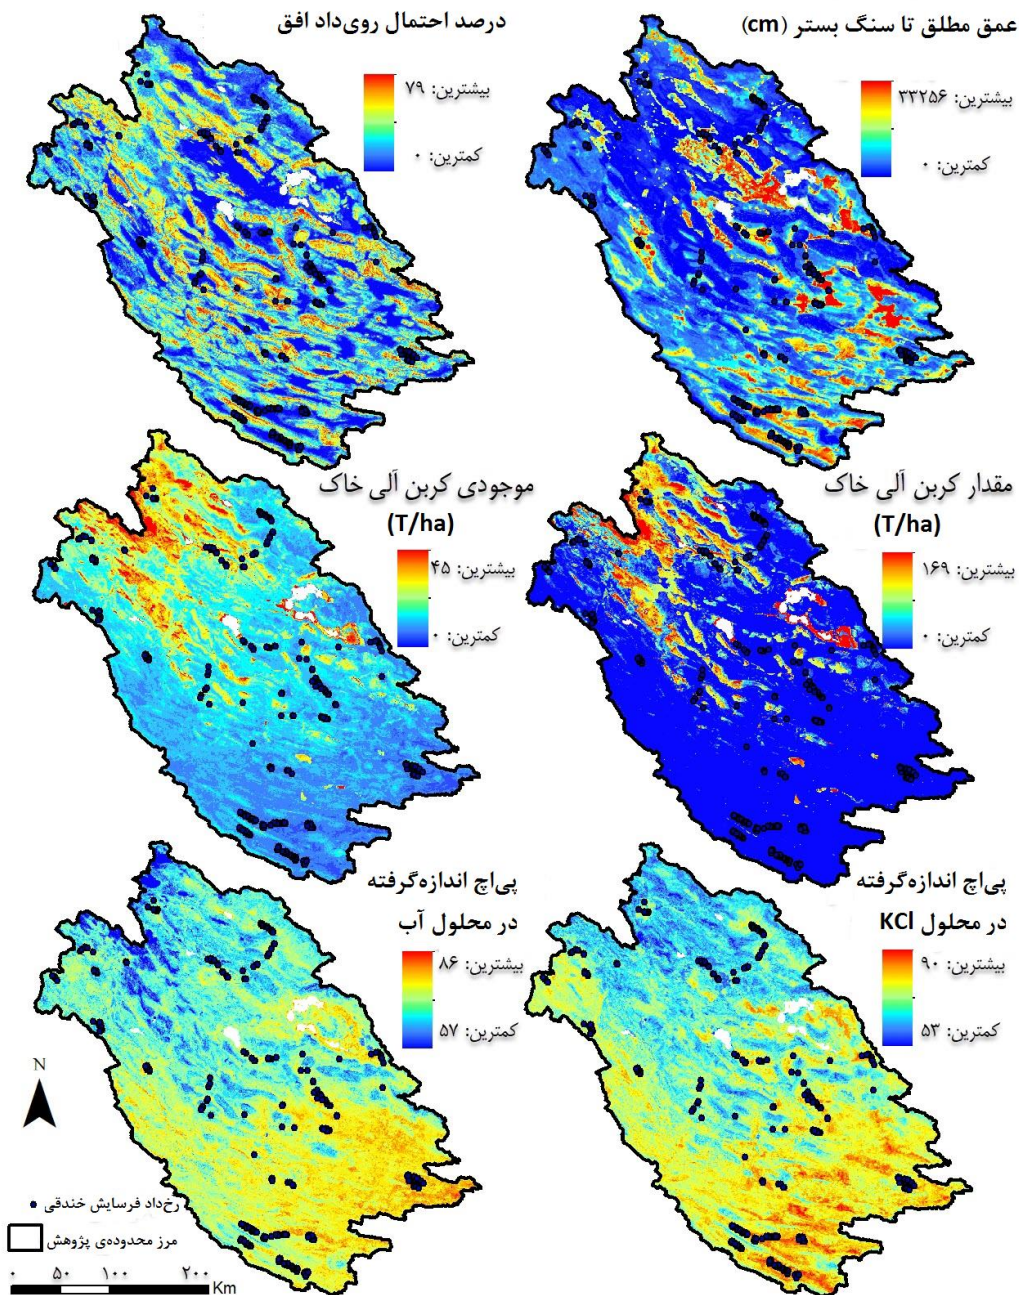 درصد احتمال روی‌داد افق
بیشترین: ۷۹
کمترین: ۰
عمق مطلق تا سنگ بستر (cm)
بیشترین: ۳۳۲۵۶
کمترین: ۰
موجودی کربن آلی خاک
(T/ha)
بیشترین: ۴۵
کمترین: ۰
مقدار کربن آلی خاک
(T/ha)
بیشترین: ۱۶۹
کمترین: ۰
پی‌اچ اندازه‌گرفته
در محلول آب
بیشترین: ۸۶
کمترین: ۵۷
پی‌اچ اندازه‌گرفته
در محلول KCl
بیشترین: ۹۰
کمترین: ۵۳
N
رخ‌داد فرسایش خندقی
مرز محدوده‌ی پژوهش
۰ ۵۰ ۱۰۰ ۲۰۰
Km